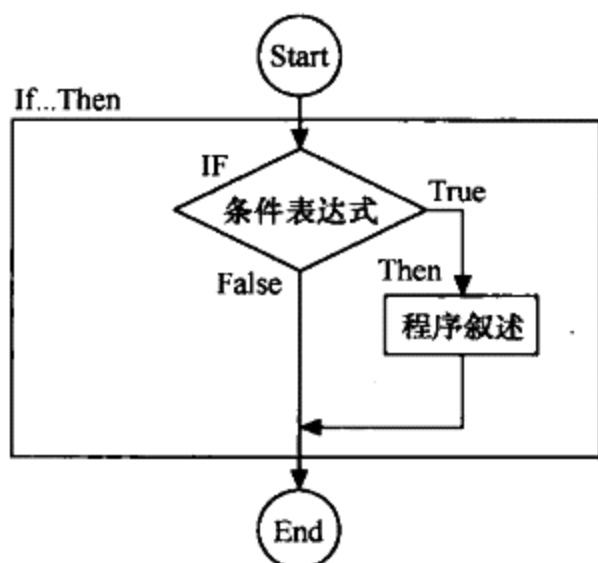 Start
If...Then
IF
条件表达式
True
False
Then
程序叙述
End